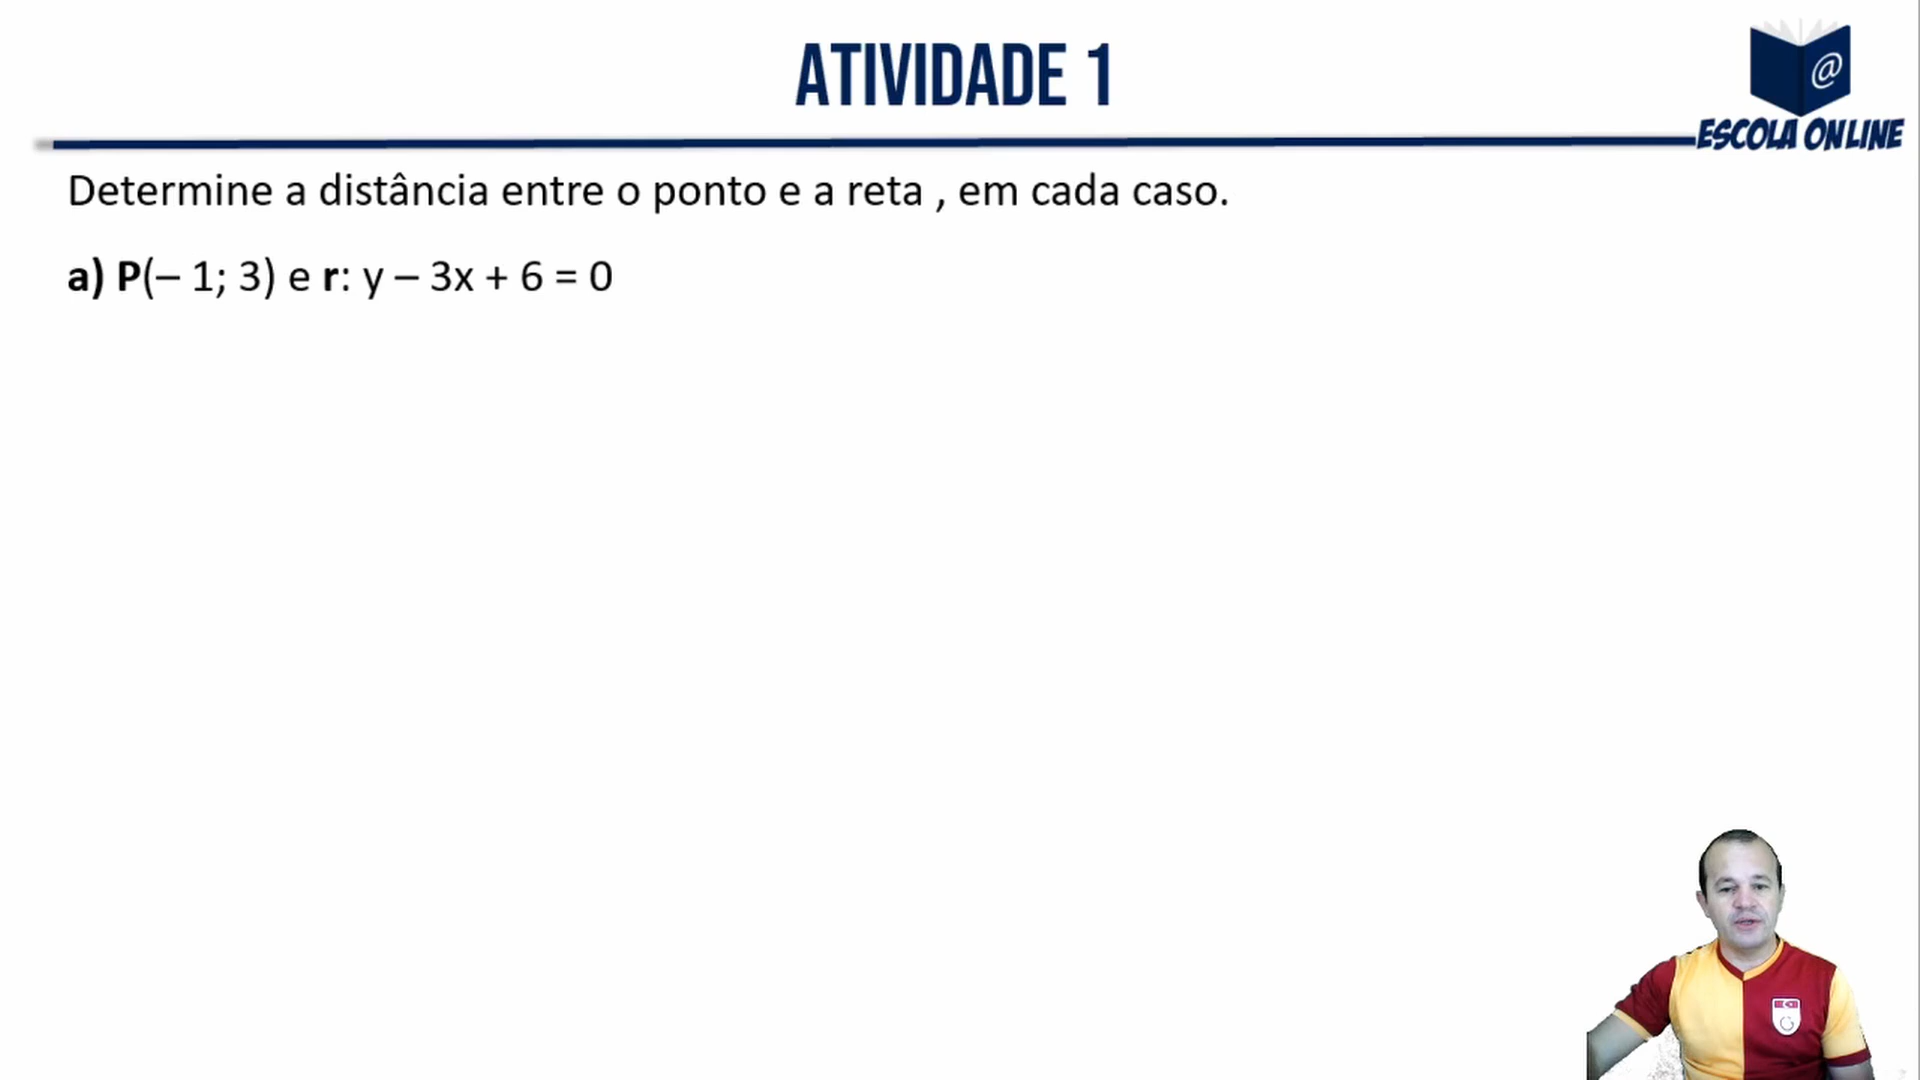 ATIVIDADE 1
@
ESCOLA ONLINE
Determine a distância entre o ponto e a reta , em cada caso.
a) P(– 1; 3) e r: y – 3x + 6 = 0